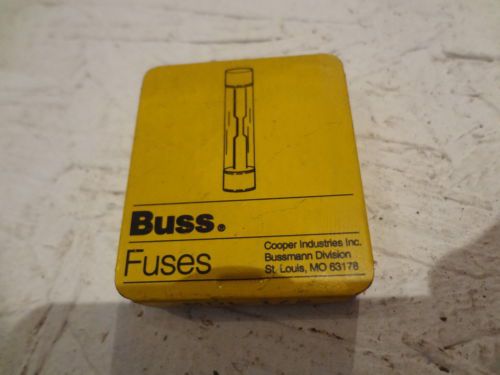 Buss®
Fuses
Cooper Industries Inc.
Bussmann Division
St. Louis, MO 63178